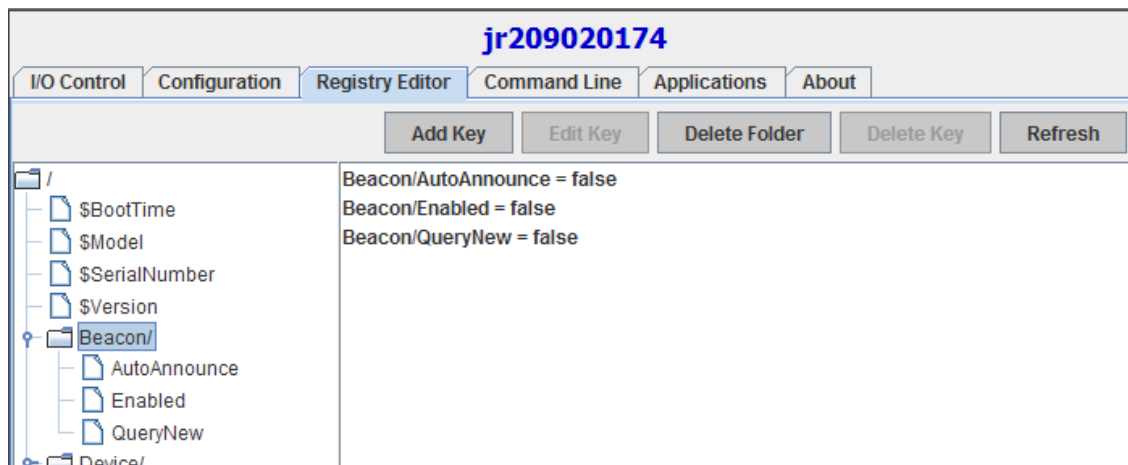 jr209020174
I/O Control Configuration Registry Editor Command Line Applications About
Add Key Edit Key Delete Folder Delete Key Refresh
/
$BootTime
$Model
$SerialNumber
$Version
Beacon/
AutoAnnounce
Enabled
QueryNew
Device/
Beacon/AutoAnnounce = false
Beacon/Enabled = false
Beacon/QueryNew = false